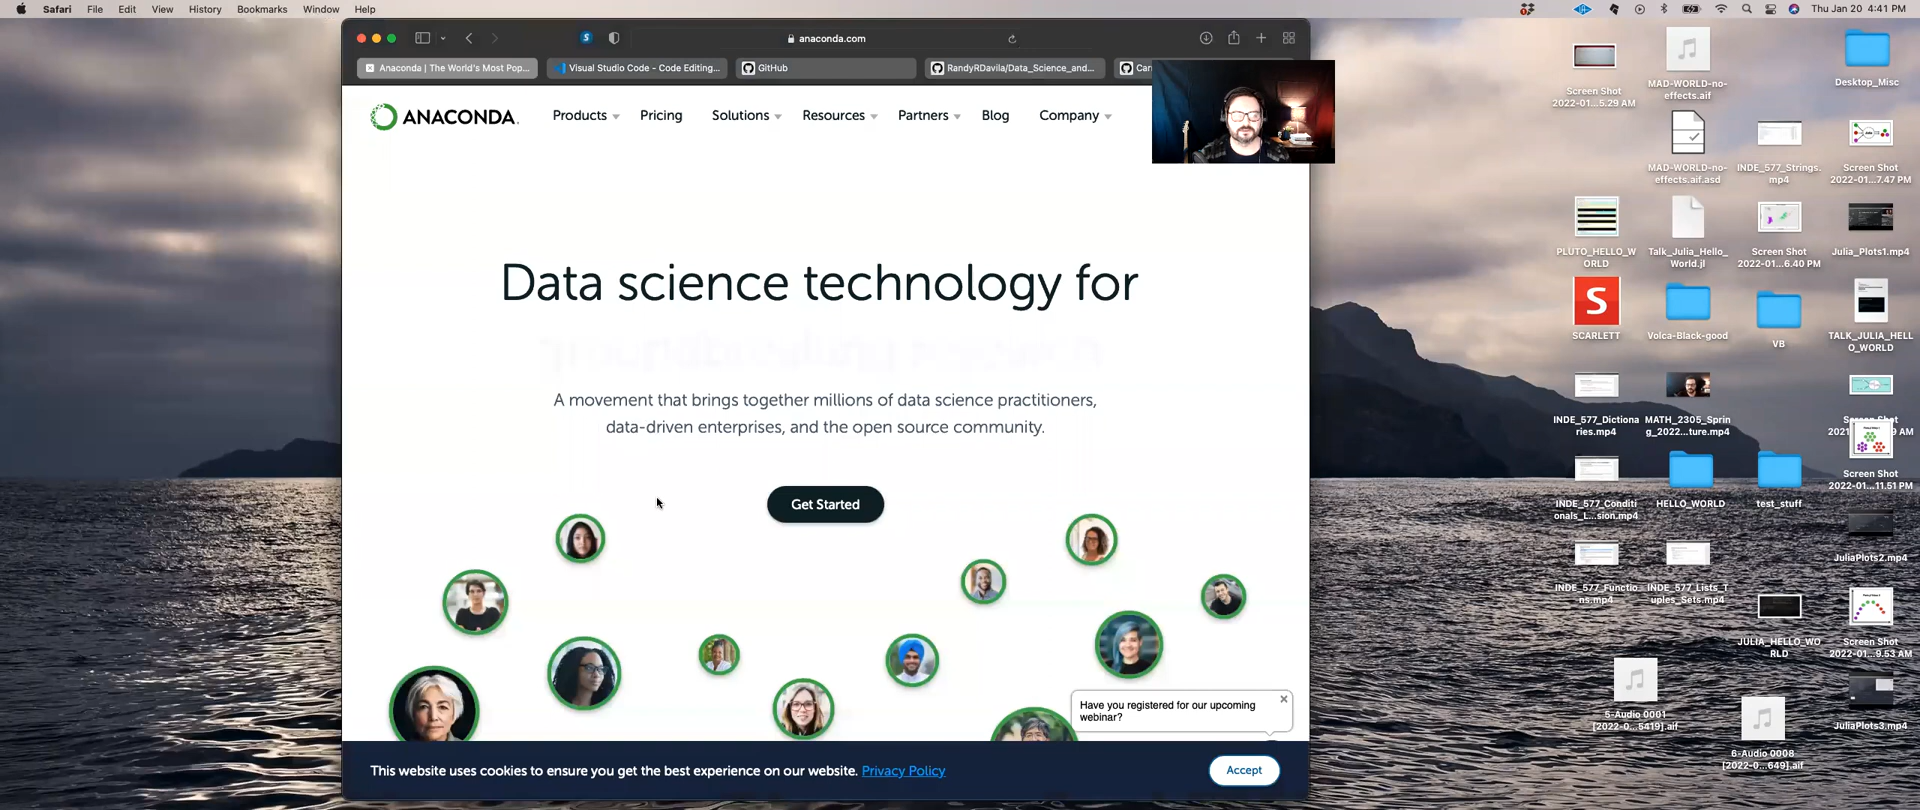 Safari File Edit View History Bookmarks Window Help
Thu Jan 20 4:41 PM
anaconda.com
Anaconda | The World's Most Pop...
Visual Studio Code - Code Editing...
GitHub
RandyRDavila/Data_Science_and...
ANACONDA.
Products Pricing Solutions Resources Partners Blog Company
Data science technology for
A movement that brings together millions of data science practitioners,
data-driven enterprises, and the open source community.
Get Started
Have you registered for our upcoming
webinar?
This website uses cookies to ensure you get the best experience on our website. Privacy Policy
Accept
Screen Shot
2022-01...5.29 AM
MAD-WORLD-no-
effects.aif
Desktop_Misc
MAD-WORLD-no-
effects.aif.asd
INDE_577_Strings.
mp4
Screen Shot
2022-01...7.47 PM
PLUTO_HELLO_W
ORLD
Talk_Julia_Hello_
World.jl
Screen Shot
2022-01...6.40 PM
Julia_Plots1.mp4
S
SCARLETT
Volca-Black-good
VB
TALK_JULIA_HELL
O_WORLD
INDE_577_Dictiona
ries.mp4
MATH_2305_Sprin
g_2022...ture.mp4
Screen Shot
2022-01...11.51 PM
INDE_577_Conditi
onals_L...sion.mp4
HELLO_WORLD
test_stuff
JuliaPlots2.mp4
INDE_577_Functio
ns.mp4
INDE_577_Lists_T
uples_Sets.mp4
JULIA_HELLO_WO
RLD
Screen Shot
2022-01...9.53 AM
5-Audio 0001
[2022-0...5419].aif
6-Audio 0008
[2022-0...649].aif
JuliaPlots3.mp4